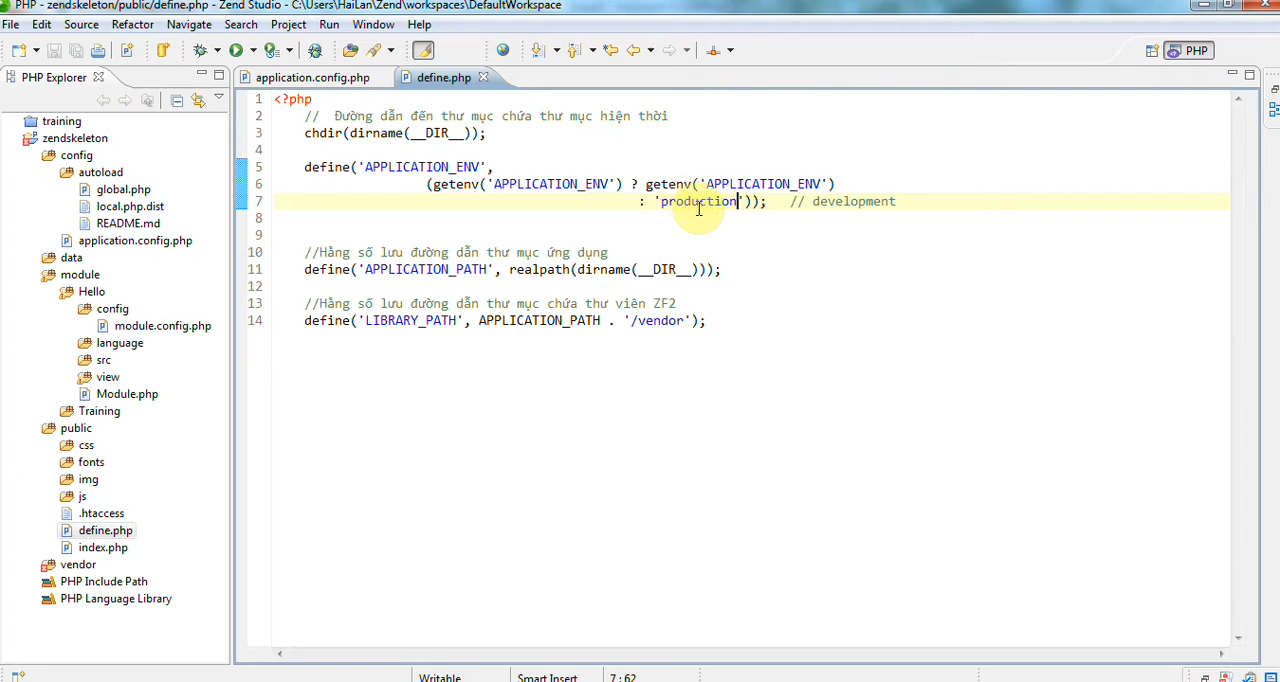 PHP - zendskeleton/public/define.php - Zend Studio - C:\Users\HaiLan\Zend\workspaces\DefaultWorkspace
File Edit Source Refactor Navigate Search Project Run Window Help
PHP
PHP Explorer
application.config.php
define.php
training
zendskeleton
config
autoload
global.php
local.php.dist
README.md
application.config.php
data
module
Hello
config
module.config.php
language
src
view
Module.php
Training
public
css
fonts
img
js
.htaccess
define.php
index.php
vendor
PHP Include Path
PHP Language Library
1 <?php
2 // Đường dẫn đến thư mục chứa thư mục hiện thời
3 chdir(dirname(__DIR__));
4
5 define('APPLICATION_ENV',
6 (getenv('APPLICATION_ENV') ? getenv('APPLICATION_ENV')
7 : 'production')); // development
8
9
10 //Hằng số lưu đường dẫn thư mục ứng dụng
11 define('APPLICATION_PATH', realpath(dirname(__DIR__)));
12
13 //Hằng số lưu đường dẫn thư mục chứa thư viên ZF2
14 define('LIBRARY_PATH', APPLICATION_PATH . '/vendor');
Writable Smart Insert 7:62